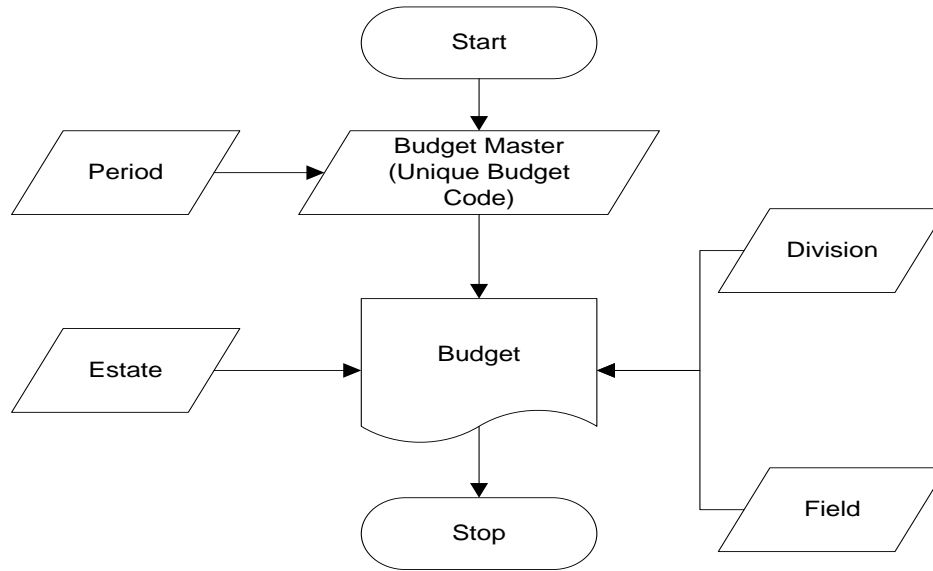 Start
Period
Budget Master
(Unique Budget
Code)
Division
Estate
Budget
Field
Stop